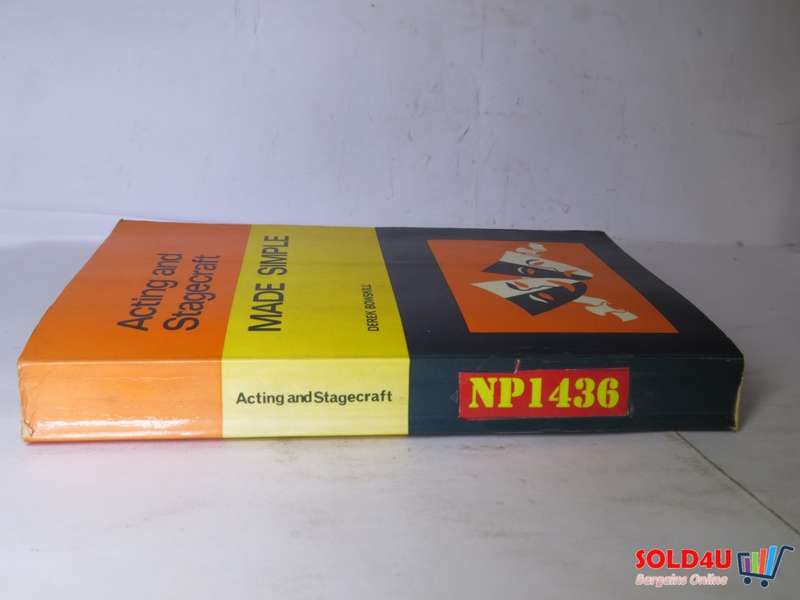 Acting and
Stagecraft
MADE SIMPLE
DEREK BOWSKILL
Acting and Stagecraft
NP1436
SOLD4U
Bargains Online